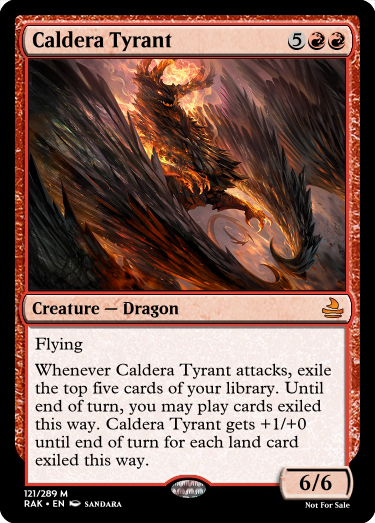 Caldera Tyrant 5
Creature — Dragon
Flying
Whenever Caldera Tyrant attacks, exile
the top five cards of your library. Until
end of turn, you may play cards exiled
this way. Caldera Tyrant gets +1/+0
until end of turn for each land card
exiled this way.
6/6
121/289 M
RAK • EN SANDARA
Not For Sale